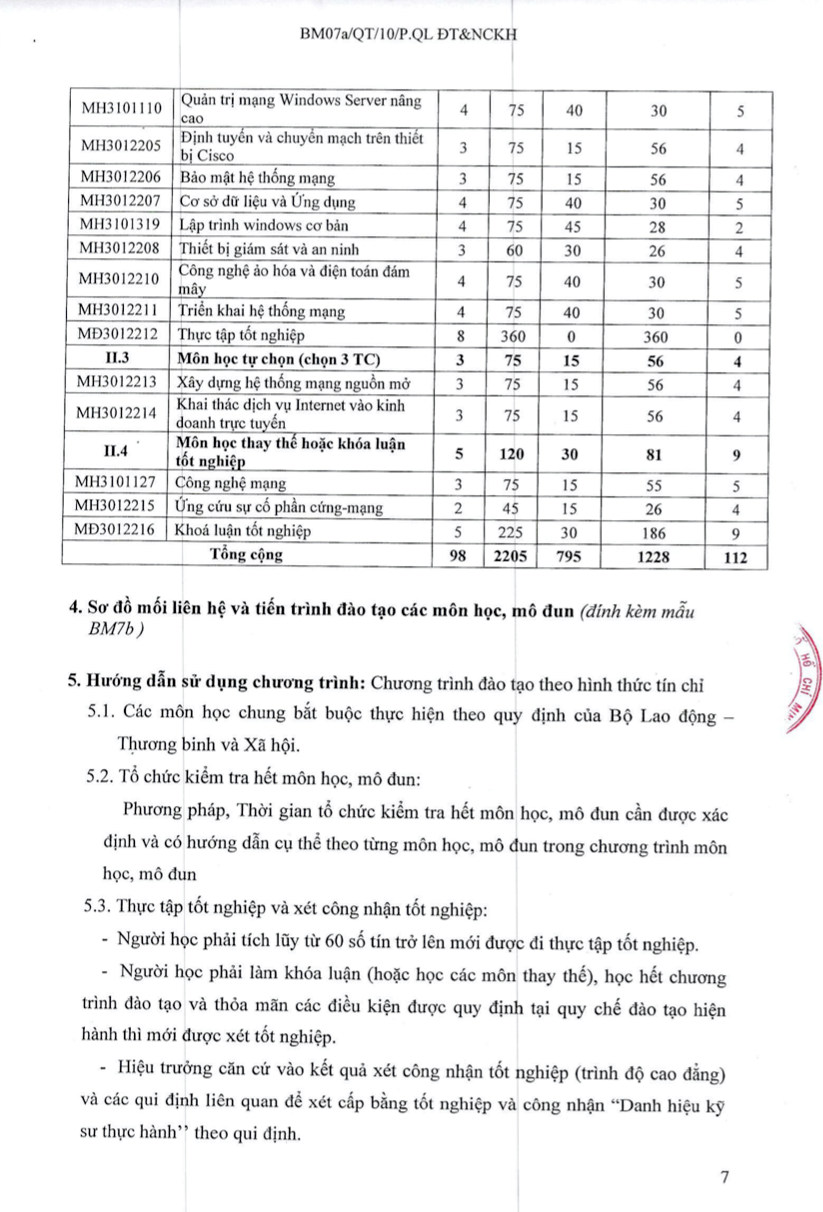 BM07a/QT/10/P.QL ĐT&NCKH
MH3101110 Quản trị mạng Windows Server nâng cao 4 75 40 30 5
MH3012205 Định tuyến và chuyển mạch trên thiết bị Cisco 3 75 15 56 4
MH3012206 Bảo mật hệ thống mạng 3 75 15 56 4
MH3012207 Cơ sở dữ liệu và Ứng dụng 4 75 40 30 5
MH3101319 Lập trình windows cơ bản 4 75 45 28 2
MH3012208 Thiết bị giám sát và an ninh 3 60 30 26 4
MH3012210 Công nghệ ảo hóa và điện toán đám mây 4 75 40 30 5
MH3012211 Triển khai hệ thống mạng 4 75 40 30 5
MĐ3012212 Thực tập tốt nghiệp 8 360 0 360 0
II.3 Môn học tự chọn (chọn 3 TC) 3 75 15 56 4
MH3012213 Xây dựng hệ thống mạng nguồn mở 3 75 15 56 4
MH3012214 Khai thác dịch vụ Internet vào kinh doanh trực tuyến 3 75 15 56 4
II.4 Môn học thay thế hoặc khóa luận tốt nghiệp 5 120 30 81 9
MH3101127 Công nghệ mạng 3 75 15 55 5
MH3012215 Ứng cứu sự cố phần cứng-mạng 2 45 15 26 4
MĐ3012216 Khoá luận tốt nghiệp 5 225 30 186 9
Tổng cộng 98 2205 795 1228 112
4. Sơ đồ mối liên hệ và tiến trình đào tạo các môn học, mô đun (đính kèm mẫu
BM7b )
5. Hướng dẫn sử dụng chương trình: Chương trình đào tạo theo hình thức tín chỉ
5.1. Các môn học chung bắt buộc thực hiện theo quy định của Bộ Lao động –
Thương binh và Xã hội.
5.2. Tổ chức kiểm tra hết môn học, mô đun:
Phương pháp, Thời gian tổ chức kiểm tra hết môn học, mô đun cần được xác
định và có hướng dẫn cụ thể theo từng môn học, mô đun trong chương trình môn
học, mô đun
5.3. Thực tập tốt nghiệp và xét công nhận tốt nghiệp:
- Người học phải tích lũy từ 60 số tín trở lên mới được đi thực tập tốt nghiệp.
- Người học phải làm khóa luận (hoặc học các môn thay thế), học hết chương
trình đào tạo và thỏa mãn các điều kiện được quy định tại quy chế đào tạo hiện
hành thì mới được xét tốt nghiệp.
- Hiệu trưởng căn cứ vào kết quả xét công nhận tốt nghiệp (trình độ cao đẳng)
và các qui định liên quan để xét cấp bằng tốt nghiệp và công nhận “Danh hiệu kỹ
sư thực hành’’ theo qui định.
HỒ CHÍ
7